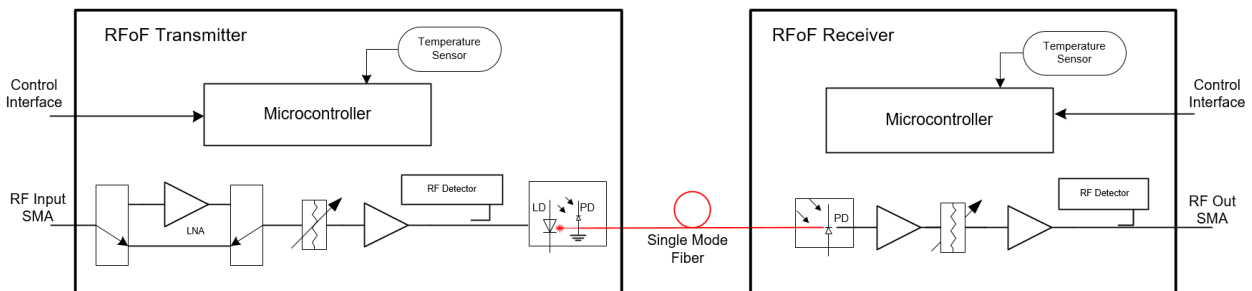 RFoF Transmitter
Temperature
Sensor
Control
Interface
Microcontroller
RF Input
SMA
LNA
RF Detector
LD
PD
Single Mode
Fiber
RFoF Receiver
Temperature
Sensor
Control
Interface
Microcontroller
PD
RF Detector
RF Out
SMA